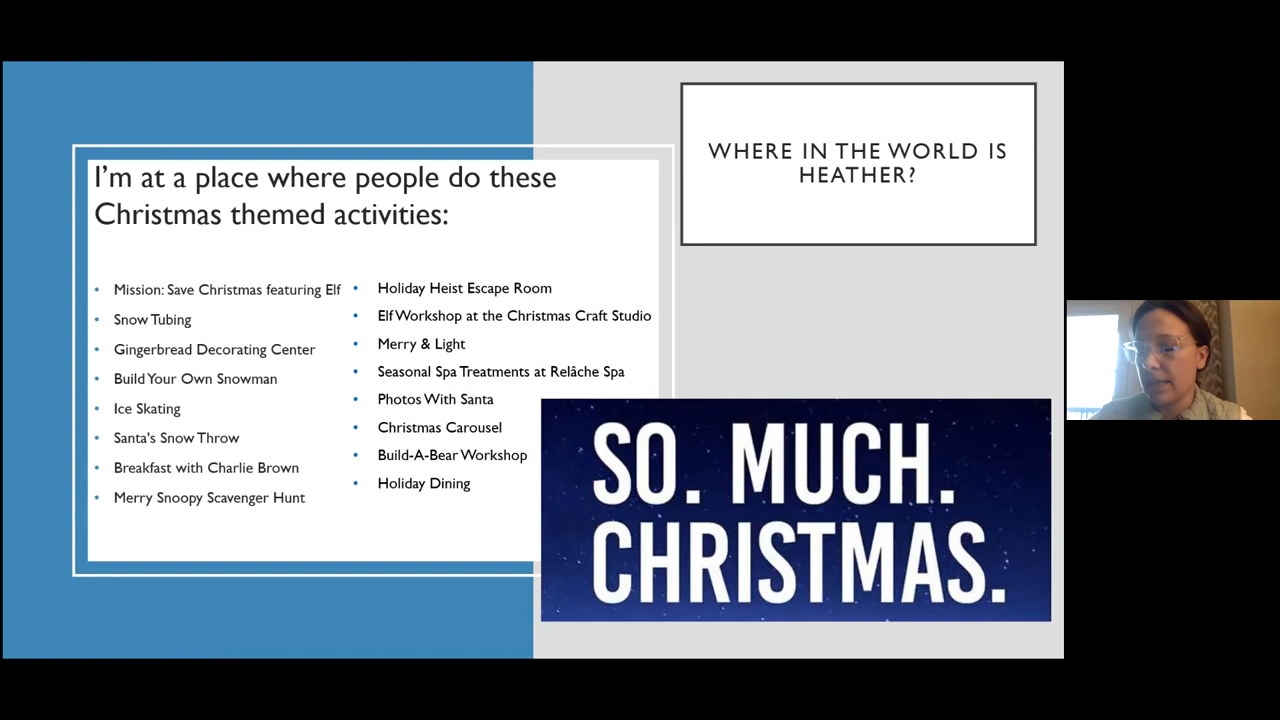 WHERE IN THE WORLD IS
HEATHER?
I'm at a place where people do these
Christmas themed activities:
• Mission: Save Christmas featuring Elf
• Snow Tubing
• Gingerbread Decorating Center
• Build Your Own Snowman
• Ice Skating
• Santa's Snow Throw
• Breakfast with Charlie Brown
• Merry Snoopy Scavenger Hunt
• Holiday Heist Escape Room
• Elf Workshop at the Christmas Craft Studio
• Merry & Light
• Seasonal Spa Treatments at Relâche Spa
• Photos With Santa
• Christmas Carousel
• Build-A-Bear Workshop
• Holiday Dining
SO. MUCH.
CHRISTMAS.